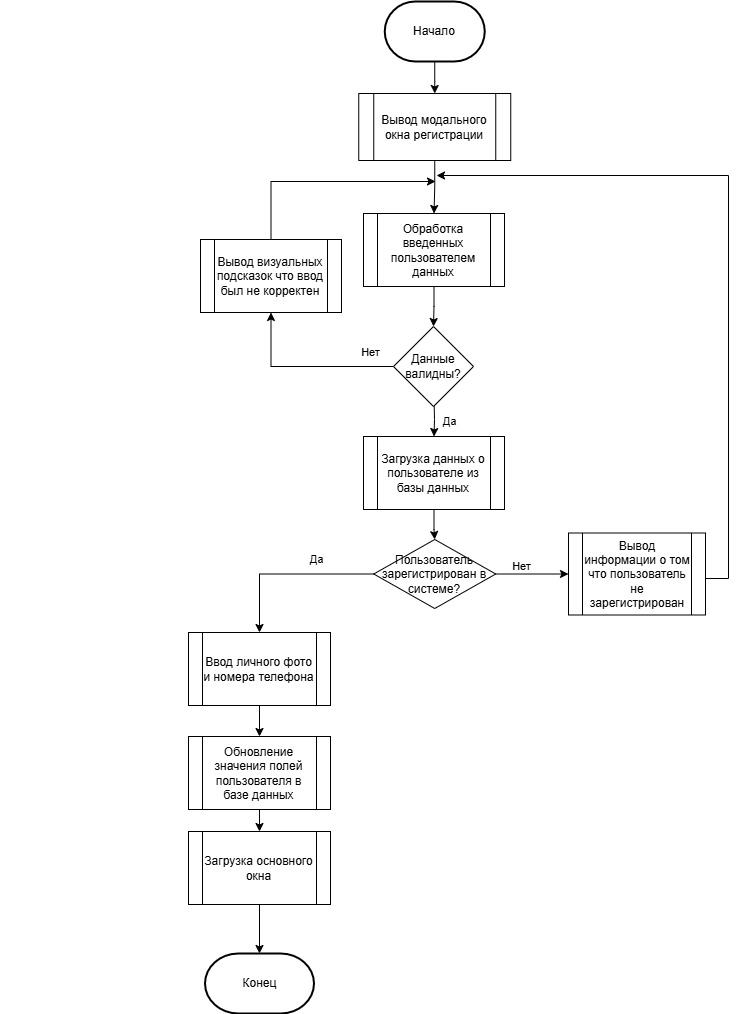 Начало
Вывод модального
окна регистрации
Обработка
введенных
пользователем
данных
Вывод визуальных
подсказок что ввод
был не корректен
Нет
Данные
валидны?
Да
Загрузка данных о
пользователе из
базы данных
Пользователь
зарегистрирован в
системе?
Да
Нет
Вывод
информации о том
что пользователь
не
зарегистрирован
Ввод личного фото
и номера телефона
Обновление
значения полей
пользователя в
базе данных
Загрузка основного
окна
Конец